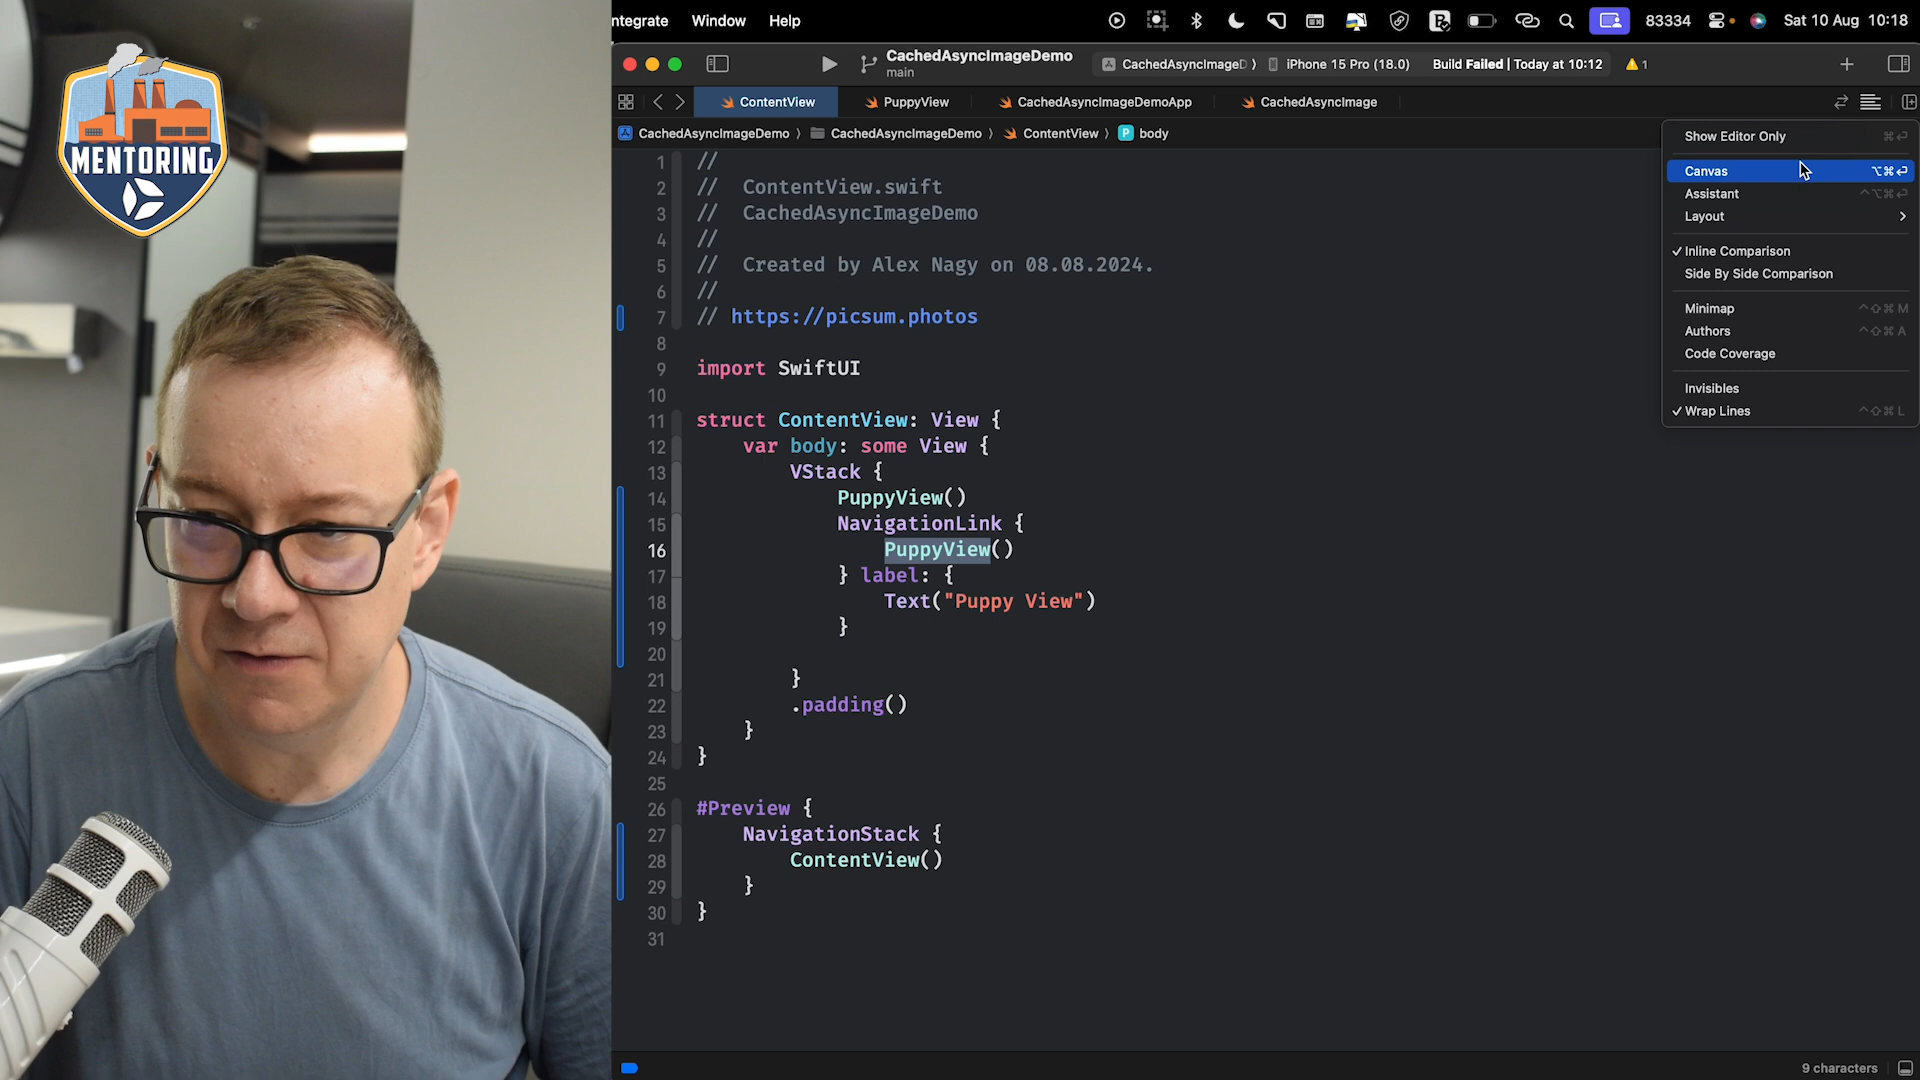 MENTORING
ntegrate Window Help
83334 Sat 10 Aug 10:18
CachedAsyncImageDemo
main
CachedAsyncImageD iPhone 15 Pro (18.0) Build Failed | Today at 10:12 1
ContentView PuppyView CachedAsyncImageDemoApp CachedAsyncImage
CachedAsyncImageDemo CachedAsyncImageDemo ContentView P body
1 //
2 // ContentView.swift
3 // CachedAsyncImageDemo
4 //
5 // Created by Alex Nagy on 08.08.2024.
6 //
7 // https://picsum.photos
8
9 import SwiftUI
10
11 struct ContentView: View {
12 var body: some View {
13 VStack {
14 PuppyView()
15 NavigationLink {
16 PuppyView()
17 } label: {
18 Text("Puppy View")
19 }
20
21 }
22 .padding()
23 }
24 }
25
26 #Preview {
27 NavigationStack {
28 ContentView()
29 }
30 }
31
Show Editor Only ⌘↩
Canvas ⌥⌘↩
Assistant ^⌥⌘↩
Layout
✓ Inline Comparison
Side By Side Comparison
Minimap ^⇧⌘M
Authors ^⇧⌘A
Code Coverage
Invisibles
✓ Wrap Lines ^⇧⌘L
9 characters